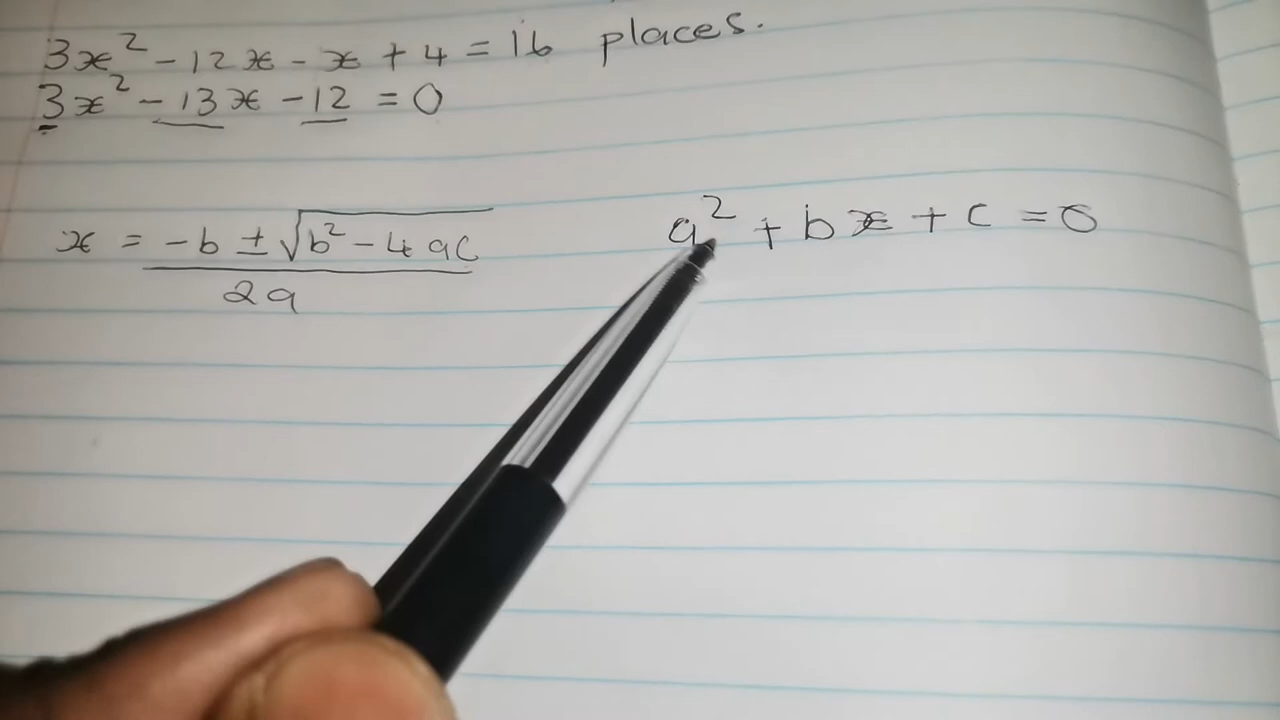 3x² - 12x - x + 4 = 16 places.
3x² - 13x - 12 = 0
x = -b ± √b² - 4ac
2a
a² + bx + c = 0